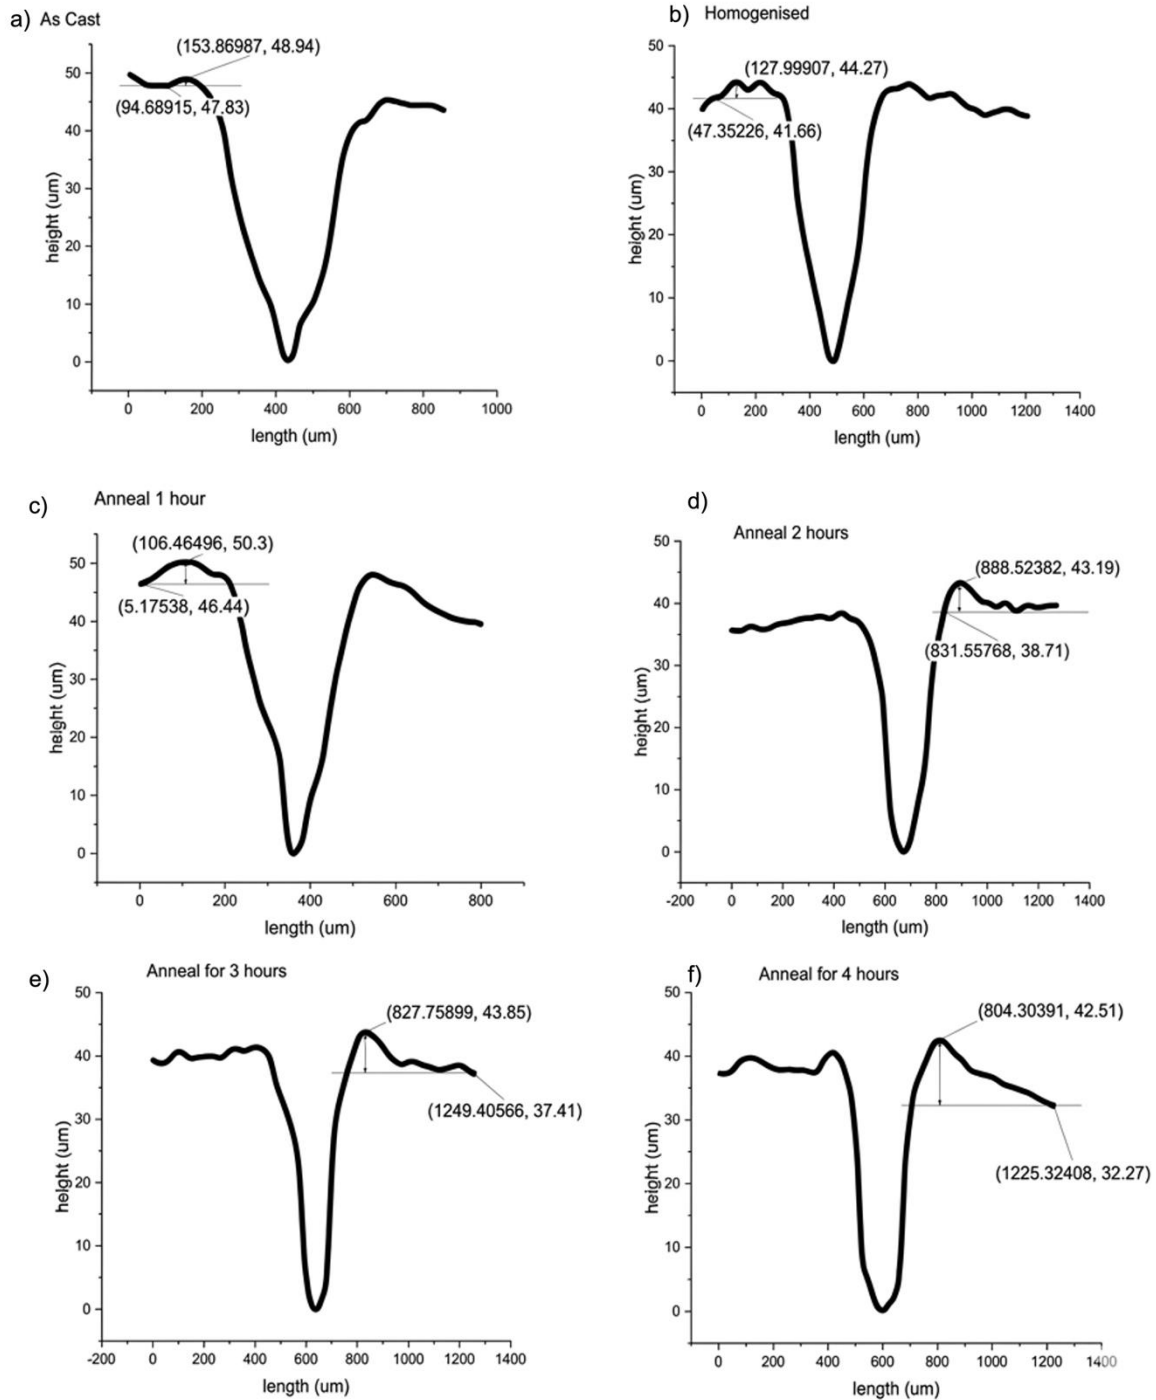 a) As Cast
(153.86987, 48.94)
(94.68915, 47.83)
50
40
30
20
10
0
height (um)
0 200 400 600 800 1000
length (um)
b) Homogenised
(127.99907, 44.27)
(47.35226, 41.66)
50
40
30
20
10
0
height (um)
0 200 400 600 800 1000 1200 1400
length (um)
c) Anneal 1 hour
(106.46496, 50.3)
(5.17538, 46.44)
50
40
30
20
10
0
height (um)
0 200 400 600 800
length (um)
d) Anneal 2 hours
(888.52382, 43.19)
(831.55768, 38.71)
50
40
30
20
10
0
height (um)
-200 0 200 400 600 800 1000 1200 1400
length (um)
e) Anneal for 3 hours
(827.75899, 43.85)
(1249.40566, 37.41)
50
40
30
20
10
0
height (um)
-200 0 200 400 600 800 1000 1200 1400
length (um)
f) Anneal for 4 hours
(804.30391, 42.51)
(1225.32408, 32.27)
50
40
30
20
10
0
height (um)
0 200 400 600 800 1000 1200 1400
length (um)